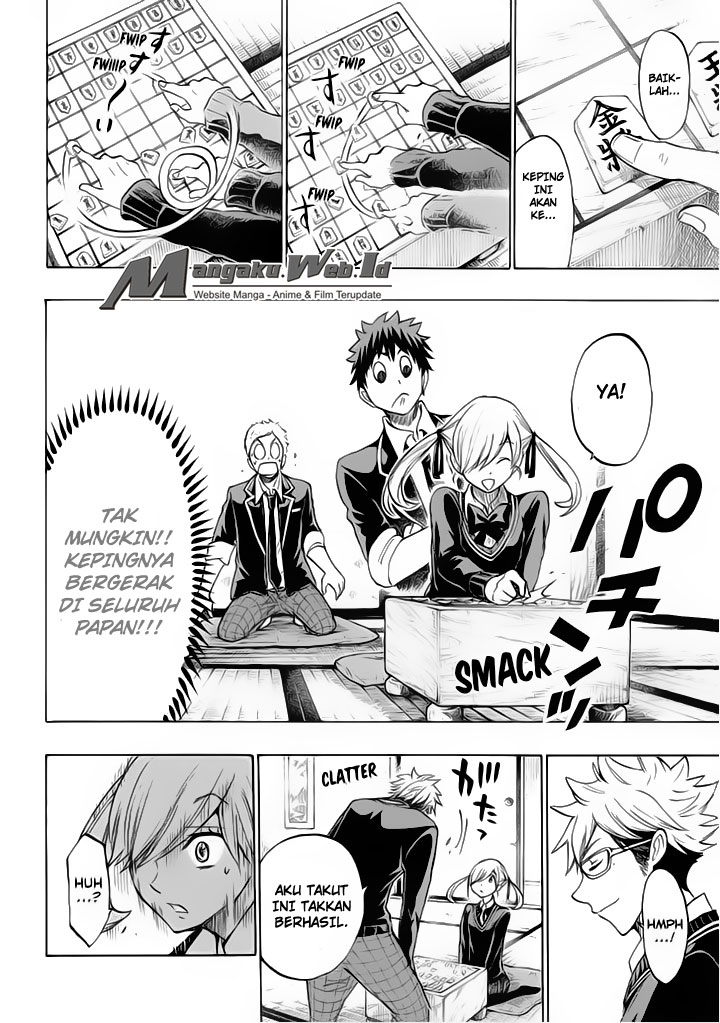 BAIK-
LAH...
金
将
KEPING
INI
AKAN
KE...
FWIP
す
す
FWIP
FWIP
す
FWIP
FWIIIP
Mangaku.Web.Id
Website Manga - Anime & Film Terupdate
YA!
パチンッ
SMACK
TAK
MUNGKIN!!
KEPINGNYA
BERGERAK
DI SELURUH
PAPAN!!!
HMPH
...!
CLATTER
ガたっ
AKU TAKUT
INI TAKKAN
BERHASIL.
HUH
...?